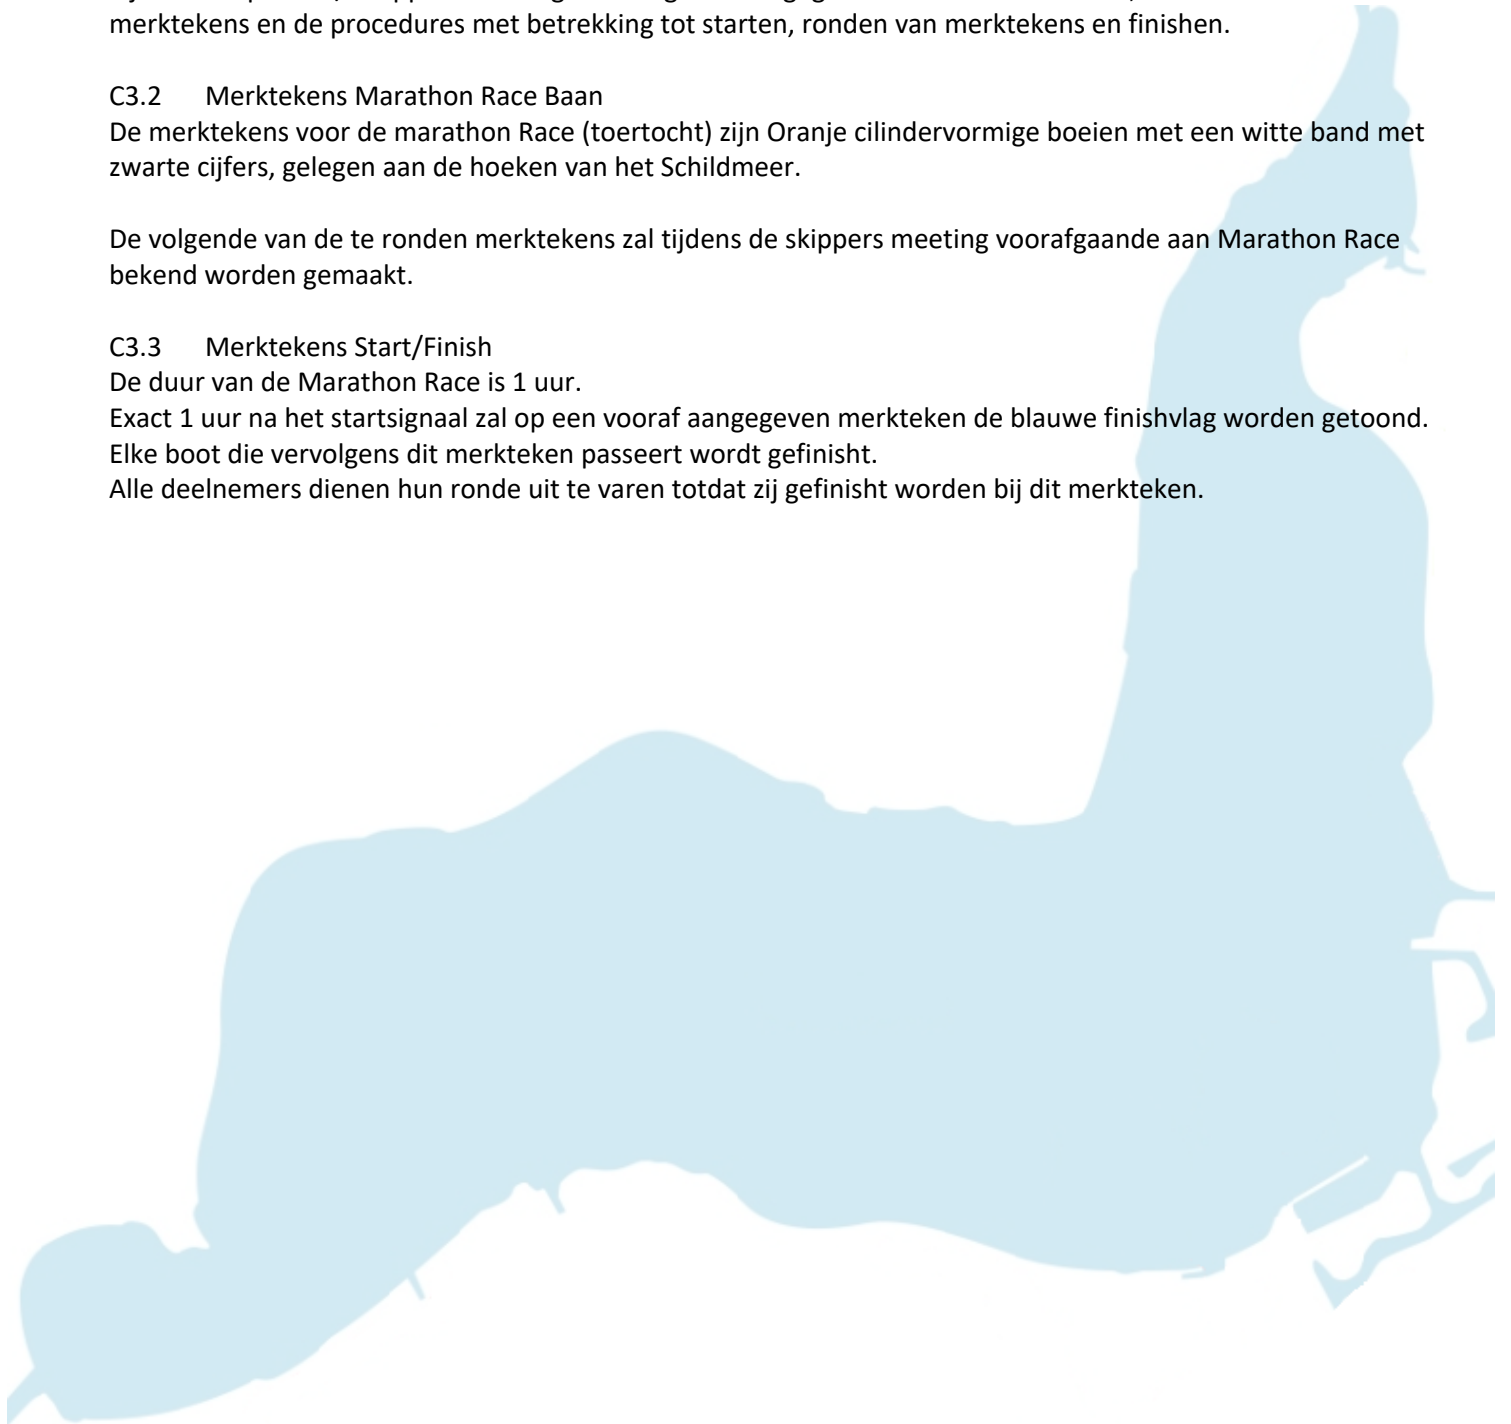 merktekens en de procedures met betrekking tot starten, ronden van merktekens en finishen.
C3.2 Merktekens Marathon Race Baan
De merktekens voor de marathon Race (toertocht) zijn Oranje cilindervormige boeien met een witte band met
zwarte cijfers, gelegen aan de hoeken van het Schildmeer.
De volgende van de te ronden merktekens zal tijdens de skippers meeting voorafgaande aan Marathon Race
bekend worden gemaakt.
C3.3 Merktekens Start/Finish
De duur van de Marathon Race is 1 uur.
Exact 1 uur na het startsignaal zal op een vooraf aangegeven merkteken de blauwe finishvlag worden getoond.
Elke boot die vervolgens dit merkteken passeert wordt gefinisht.
Alle deelnemers dienen hun ronde uit te varen totdat zij gefinisht worden bij dit merkteken.